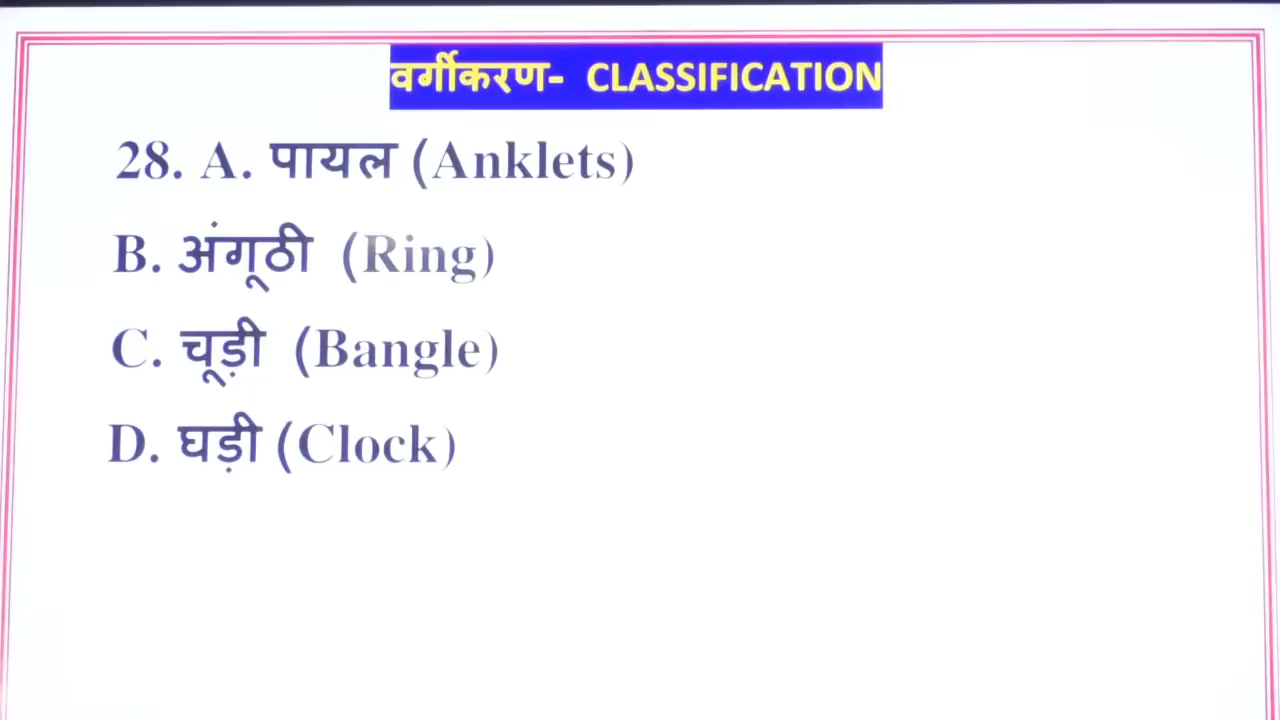 वर्गीकरण- CLASSIFICATION
28. A. पायल (Anklets)
B. अंगूठी (Ring)
C. चूड़ी (Bangle)
D. घड़ी (Clock)